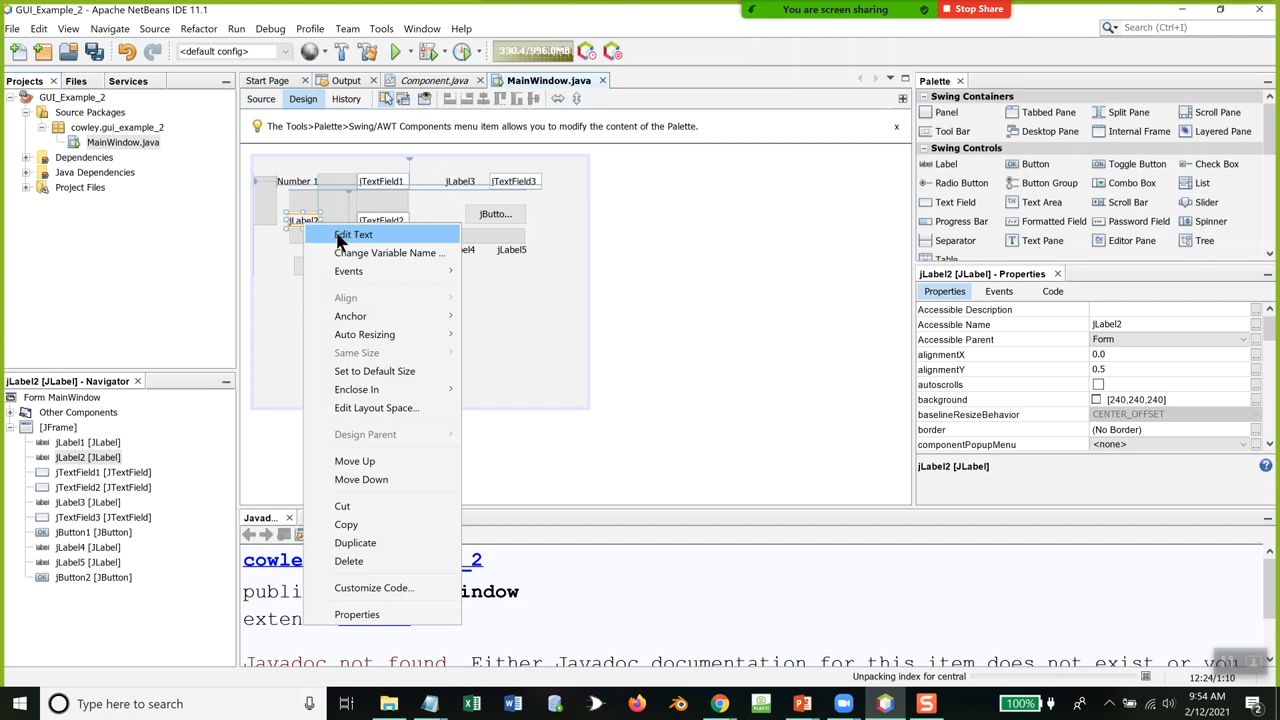 GUI_Example_2 - Apache NetBeans IDE 11.1
You are screen sharing
Stop Share
File Edit View Navigate Source Refactor Run Debug Profile Team Tools Window Help
Search (Ctrl+I)
<default config>
390.4/996.0MB
Projects Files Services
Start Page Output Component.java MainWindow.java
Palette
GUI_Example_2
Source Packages
cowley.gui_example_2
MainWindow.java
Dependencies
Java Dependencies
Project Files
Source Design History
The Tools>Palette>Swing/AWT Components menu item allows you to modify the content of the Palette.
x
Number 1 jTextField1 jLabel3 jTextField3
jLabel2 jTextField2 jButto...
jLabel5
Edit Text
Change Variable Name ...
Events
Align
Anchor
Auto Resizing
Same Size
Set to Default Size
Enclose In
Edit Layout Space...
Design Parent
Move Up
Move Down
Cut
Copy
Duplicate
Delete
Customize Code...
Properties
Swing Containers
Panel Tabbed Pane Split Pane Scroll Pane
Tool Bar Desktop Pane Internal Frame Layered Pane
Swing Controls
Label Button Toggle Button Check Box
Radio Button Button Group Combo Box List
Text Field Text Area Scroll Bar Slider
Progress Bar Formatted Field Password Field Spinner
Separator Text Pane Editor Pane Tree
Table
jLabel2 [JLabel] - Properties
Properties Events Code
Accessible Description
Accessible Name jLabel2
Accessible Parent Form
alignmentX 0.0
alignmentY 0.5
autoscrolls
background [240,240,240]
baselineResizeBehavior CENTER_OFFSET
border (No Border)
componentPopupMenu <none>
jLabel2 [JLabel]
jLabel2 [JLabel] - Navigator
Form MainWindow
Other Components
[JFrame]
jLabel1 [JLabel]
jLabel2 [JLabel]
jTextField1 [JTextField]
jTextField2 [JTextField]
jLabel3 [JLabel]
jTextField3 [JTextField]
jButton1 [JButton]
jLabel4 [JLabel]
jLabel5 [JLabel]
jButton2 [JButton]
Javad...
cowle _2
publi ndow
exten
Javadoc not found. Either Javadoc documentation for this item does not exist or you
Unpacking index for central
12:24/1:10
Type here to search
100%
9:54 AM
2/12/2021
2